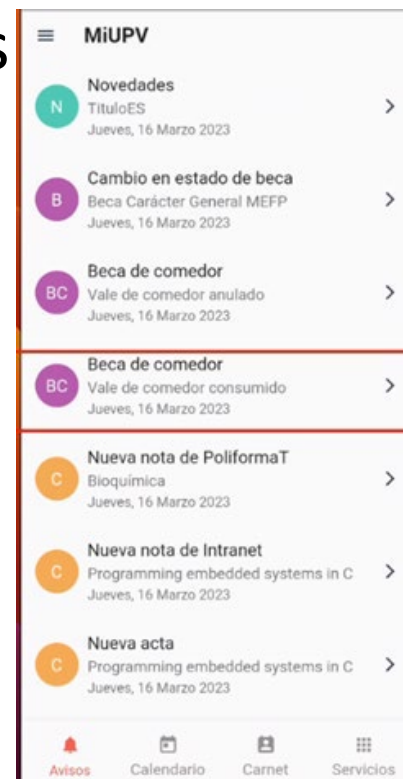 S
MiUPV
N
Novedades
TituloES
Jueves, 16 Marzo 2023
B
Cambio en estado de beca
Beca Carácter General MEFP
Jueves, 16 Marzo 2023
BC
Beca de comedor
Vale de comedor anulado
Jueves, 16 Marzo 2023
BC
Beca de comedor
Vale de comedor consumido
Jueves, 16 Marzo 2023
C
Nueva nota de PoliformaT
Bioquímica
Jueves, 16 Marzo 2023
C
Nueva nota de Intranet
Programming embedded systems in C
Jueves, 16 Marzo 2023
C
Nueva acta
Programming embedded systems in C
Jueves, 16 Marzo 2023
Avisos Calendario Carnet Servicios